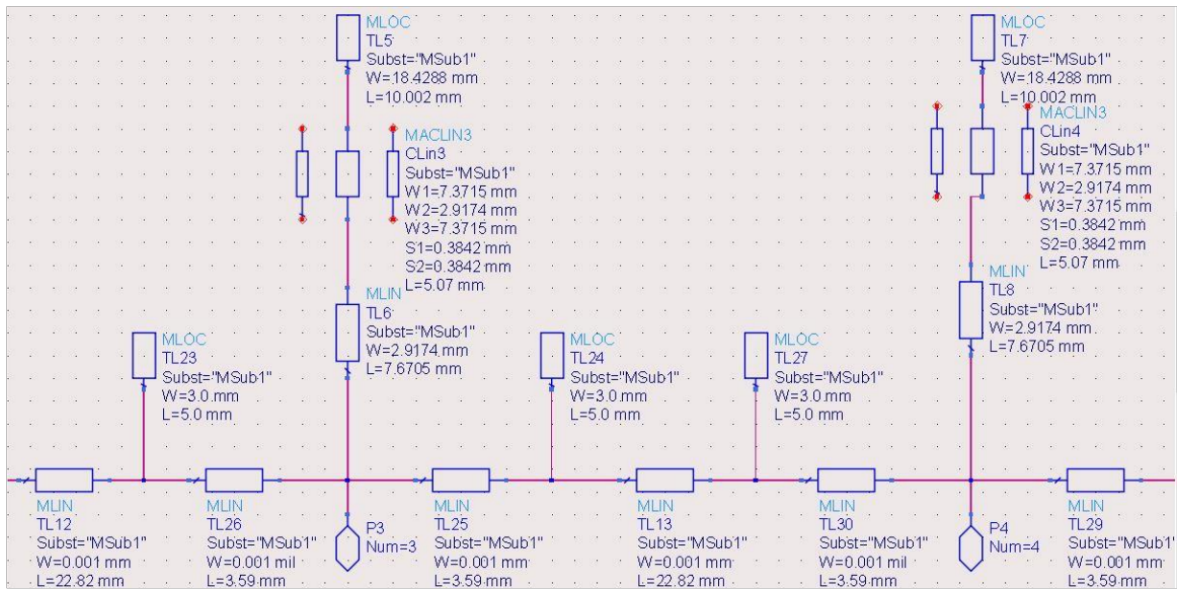 MLOC
TL5
Subst="MSub1"
W=18.4288 mm
L=10.002 mm
MLOC
TL7
Subst="MSub1"
W=18.4288 mm
L=10.002 mm
MACLIN3
CLin3
Subst="MSub1"
W1=7.3715 mm
W2=2.9174 mm
W3=7.3715 mm
S1=0.3842 mm
S2=0.3842 mm
L=5.07 mm
MACLIN3
CLin4
Subst="MSub1"
W1=7.3715 mm
W2=2.9174 mm
W3=7.3715 mm
S1=0.3842 mm
S2=0.3842 mm
L=5.07 mm
MLIN
TL6
Subst="MSub1"
W=2.9174 mm
L=7.6705 mm
MLIN
TL8
Subst="MSub1"
W=2.9174 mm
L=7.6705 mm
MLOC
TL23
Subst="MSub1"
W=3.0 mm
L=5.0 mm
MLOC
TL24
Subst="MSub1"
W=3.0 mm
L=5.0 mm
MLOC
TL27
Subst="MSub1"
W=3.0 mm
L=5.0 mm
MLIN
TL12
Subst="MSub1"
W=0.001 mm
L=22.82 mm
MLIN
TL26
Subst="MSub1"
W=0.001 mil
L=3.59 mm
P3
Num=3
MLIN
TL25
Subst="MSub1"
W=0.001 mm
L=3.59 mm
MLIN
TL13
Subst="MSub1"
W=0.001 mm
L=22.82 mm
MLIN
TL30
Subst="MSub1"
W=0.001 mil
L=3.59 mm
P4
Num=4
MLIN
TL29
Subst="MSub1"
W=0.001 mm
L=3.59 mm